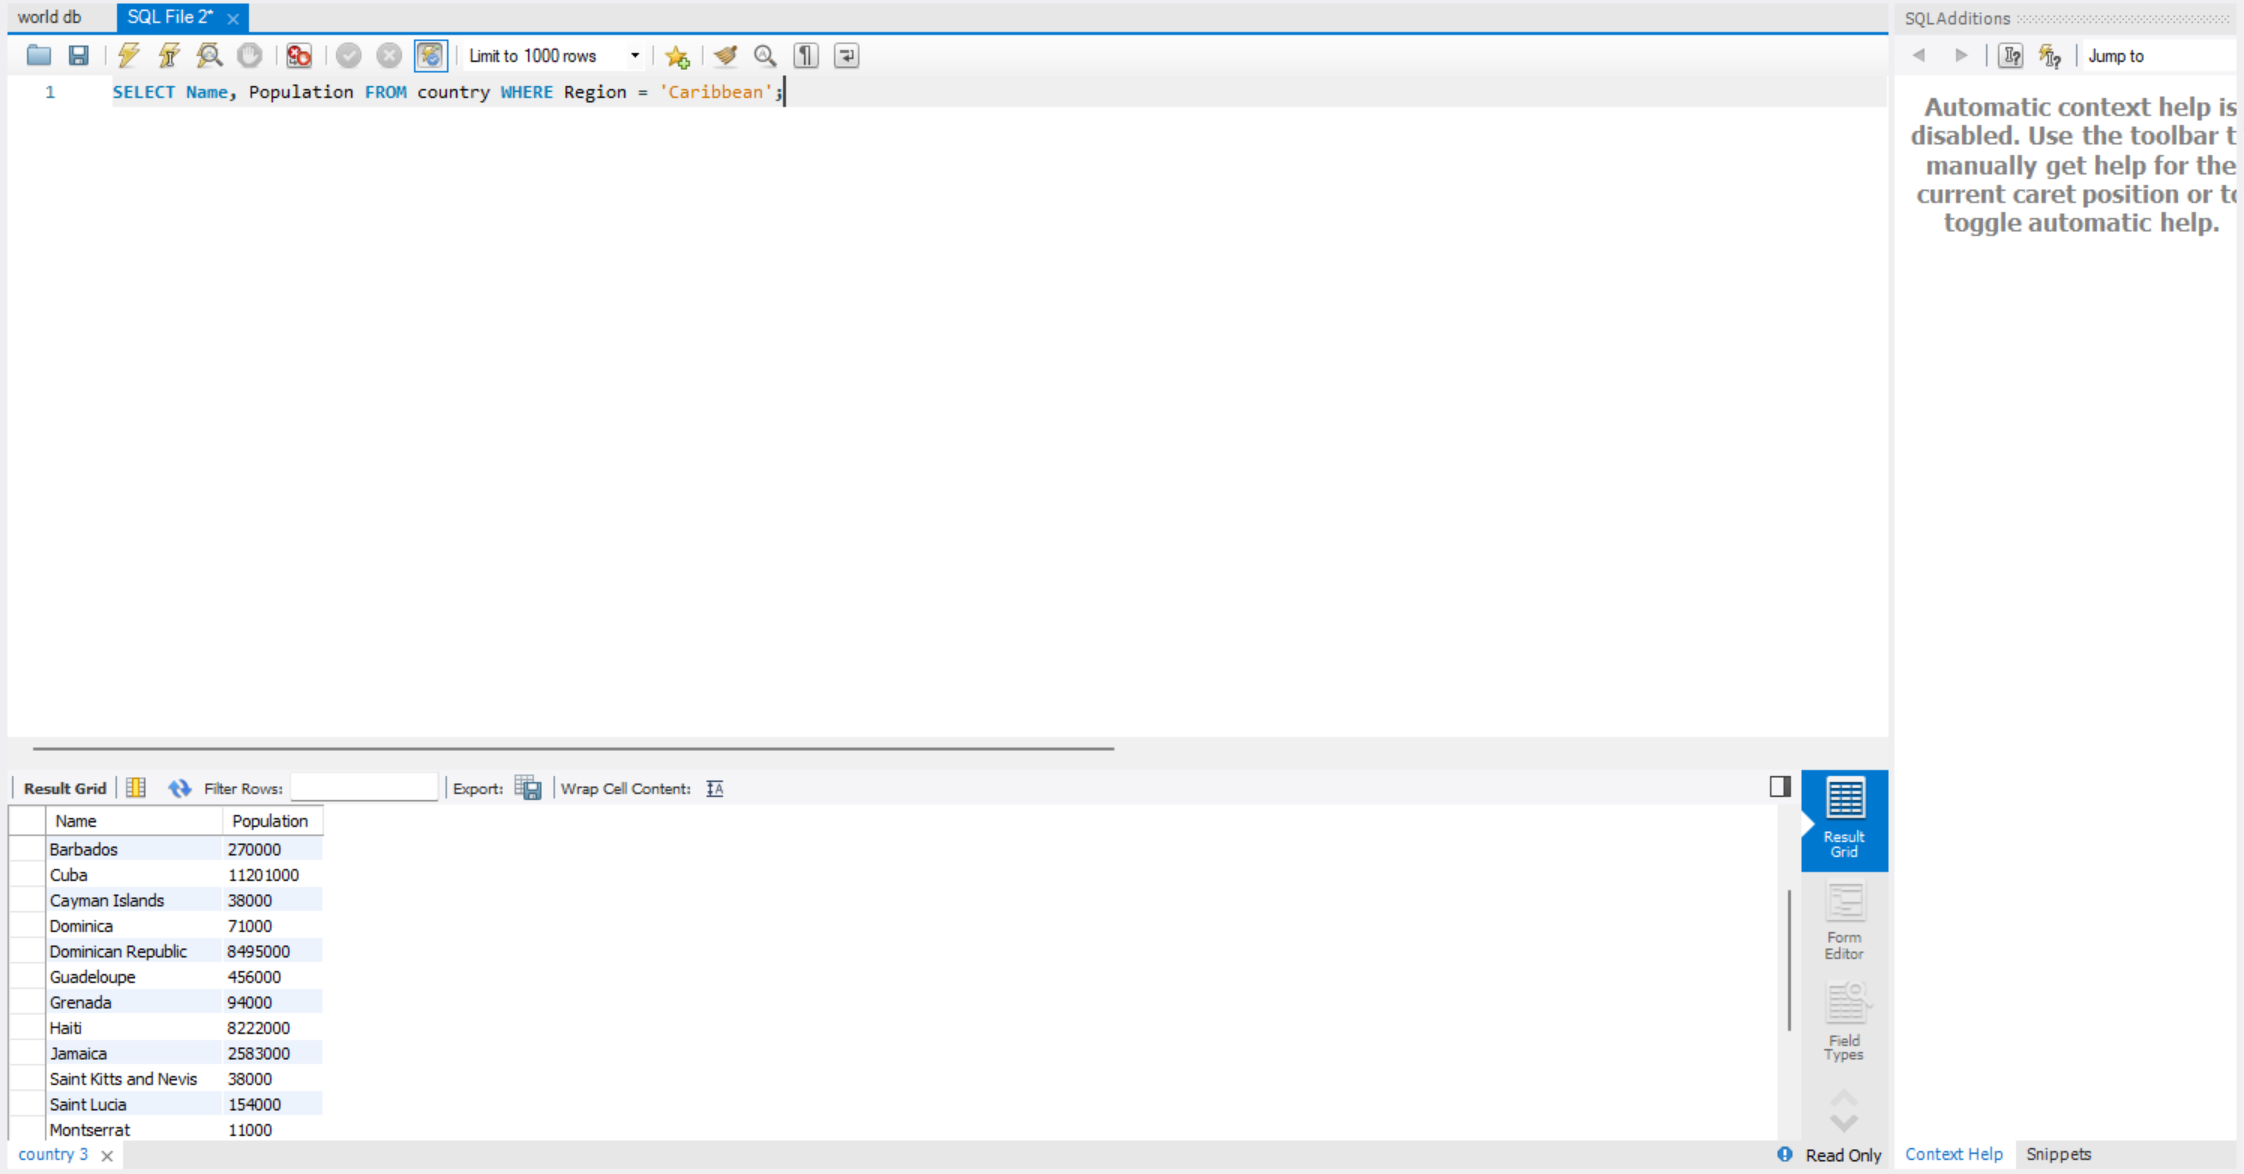 world db
SQL File 2*
SQLAdditions
Limit to 1000 rows
Jump to
1 SELECT Name, Population FROM country WHERE Region = 'Caribbean';
Automatic context help is
disabled. Use the toolbar t
manually get help for the
current caret position or to
toggle automatic help.
Result Grid
Filter Rows:
Export:
Wrap Cell Content:
Name Population
Barbados 270000
Cuba 11201000
Cayman Islands 38000
Dominica 71000
Dominican Republic 8495000
Guadeloupe 456000
Grenada 94000
Haiti 8222000
Jamaica 2583000
Saint Kitts and Nevis 38000
Saint Lucia 154000
Montserrat 11000
Result
Grid
Form
Editor
Field
Types
country 3
Read Only
Context Help
Snippets